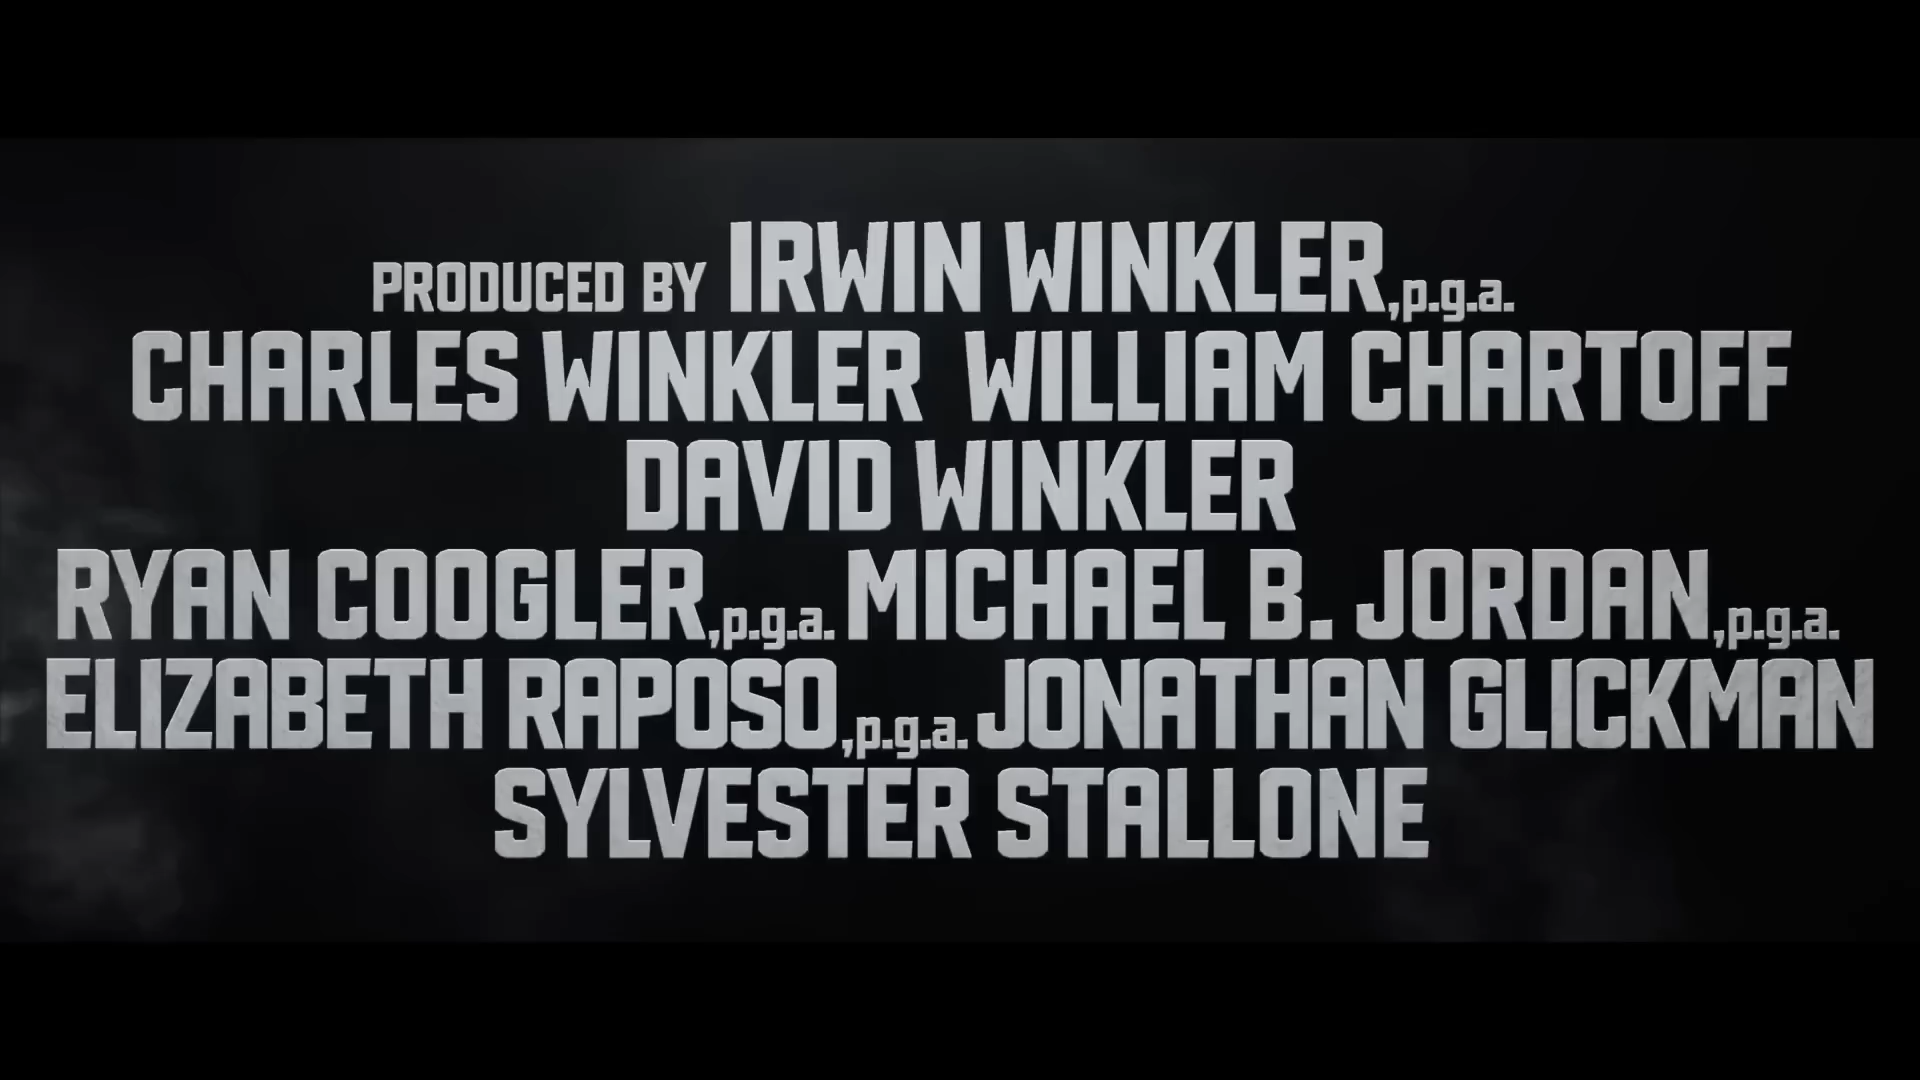 PRODUCED BY IRWIN WINKLER,p.g.a.
CHARLES WINKLER WILLIAM CHARTOFF
DAVID WINKLER
RYAN COOGLER,p.g.a. MICHAEL B. JORDAN,p.g.a.
ELIZABETH RAPOSO,p.g.a. JONATHAN GLICKMAN
SYLVESTER STALLONE